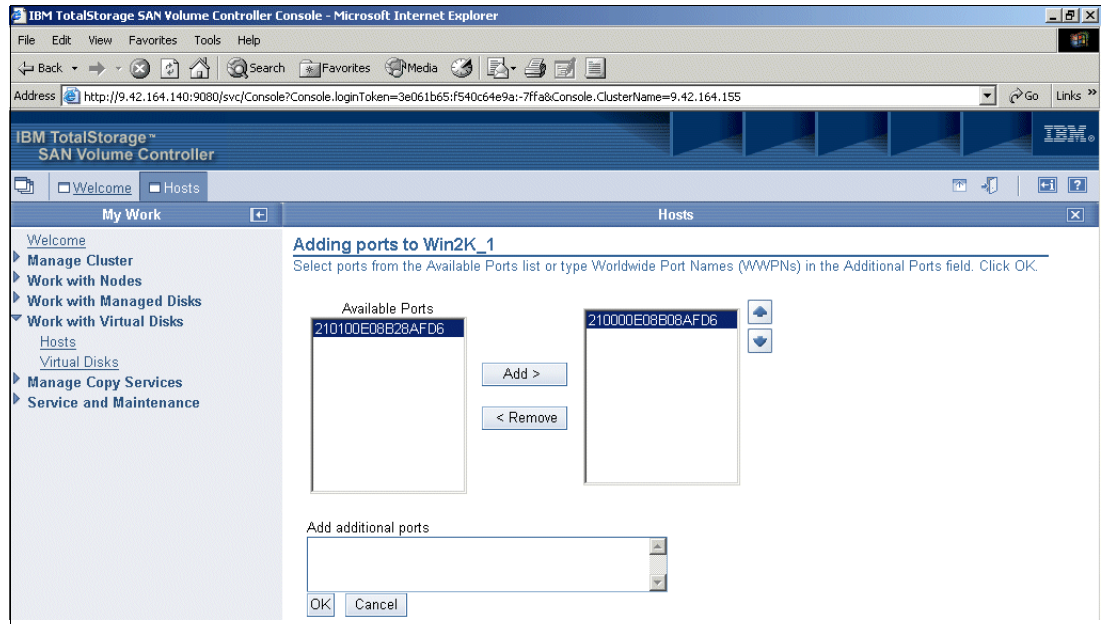 IBM TotalStorage SAN Volume Controller Console - Microsoft Internet Explorer
File Edit View Favorites Tools Help
Back Search Favorites Media
Address http://9.42.164.140:9080/svc/Console?Console.loginToken=3e061b65:f540c64e9a:-7ffa&Console.ClusterName=9.42.164.155 Go Links »
IBM TotalStorage™
SAN Volume Controller
IBM®
Welcome Hosts
My Work
Hosts
Welcome
Manage Cluster
Work with Nodes
Work with Managed Disks
Work with Virtual Disks
Hosts
Virtual Disks
Manage Copy Services
Service and Maintenance
Adding ports to Win2K_1
Select ports from the Available Ports list or type Worldwide Port Names (WWPNs) in the Additional Ports field. Click OK.
Available Ports
210100E08B28AFD6
Add >
< Remove
210000E08B08AFD6
Add additional ports
OK Cancel